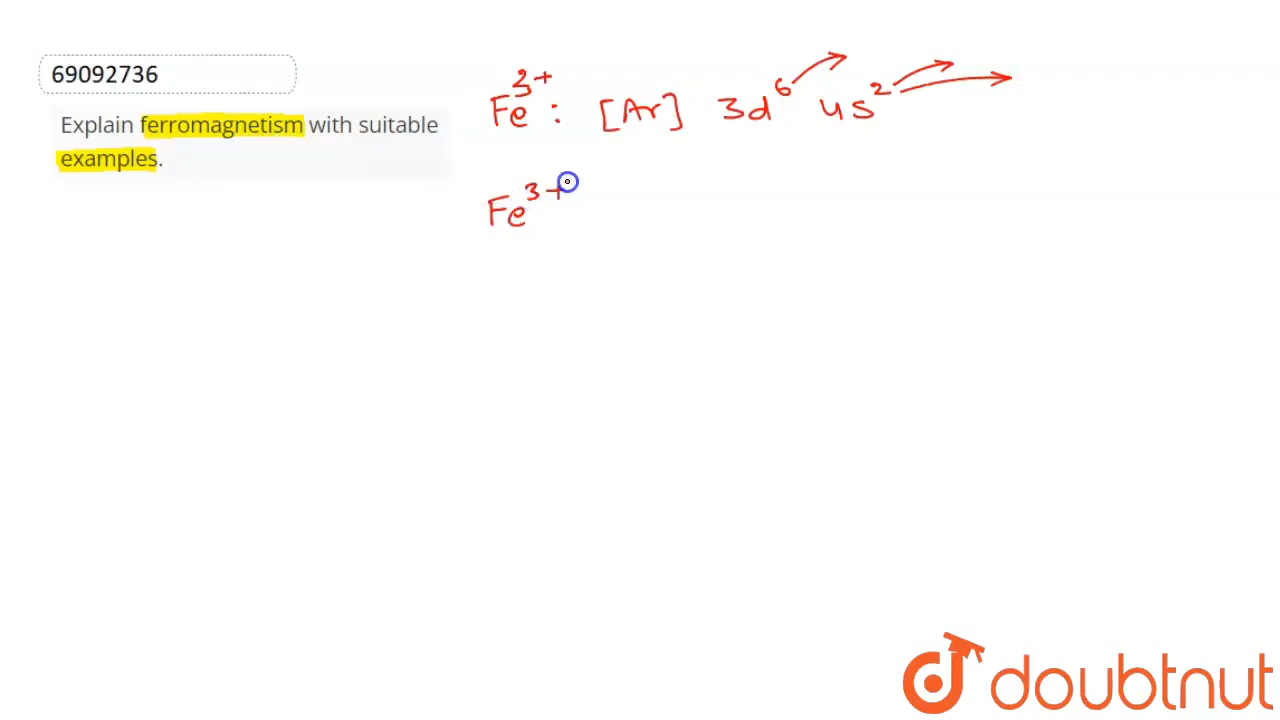 69092736
Explain ferromagnetism with suitable
examples.
Fe³⁺ : [Ar] 3d⁶ 4s²
Fe³⁺
doubtnut